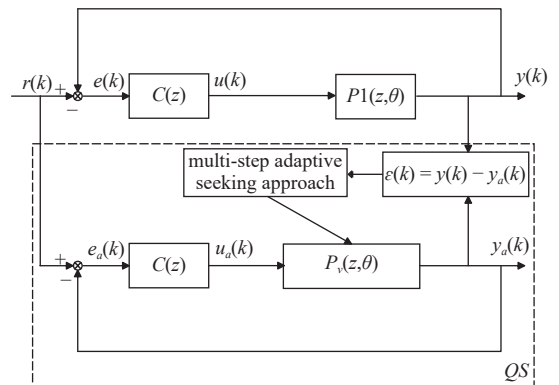 r(k)
+
−
e(k)
C(z)
u(k)
P1(z,θ)
y(k)
multi-step adaptive
seeking approach
ε(k) = y(k) − y_a(k)
+
−
e_a(k)
C(z)
u_a(k)
P_v(z,θ)
y_a(k)
QS